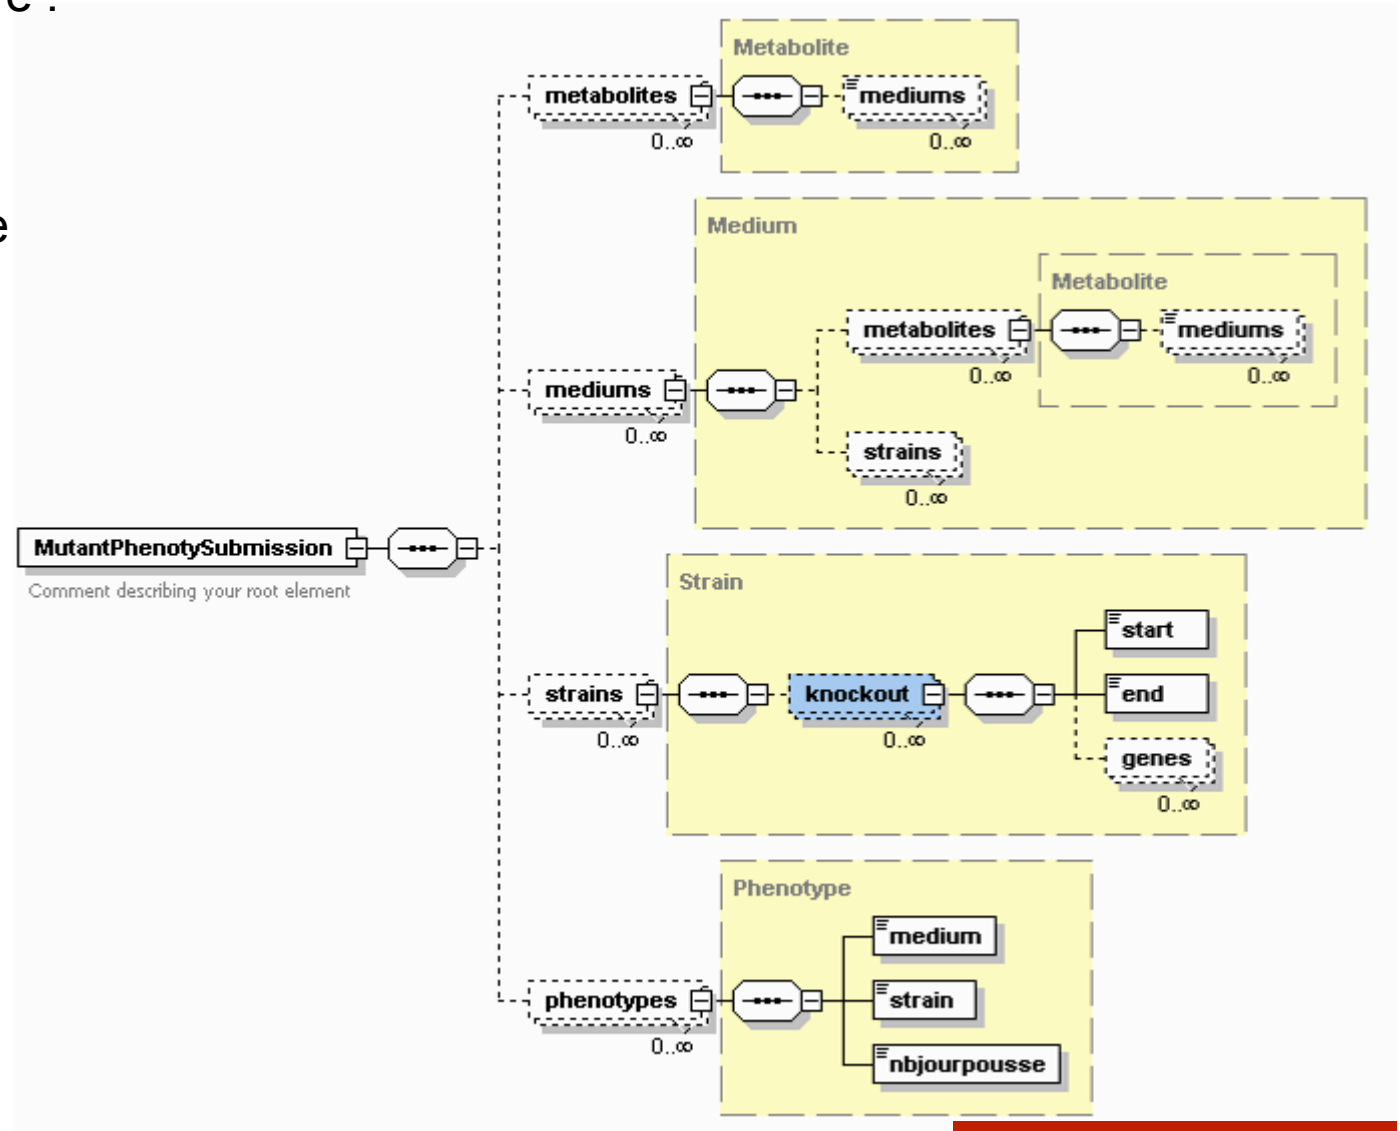 e :
e
Metabolite
metabolites
0..∞
mediums
0..∞
Medium
Metabolite
metabolites
0..∞
mediums
0..∞
mediums
0..∞
strains
0..∞
MutantPhenotySubmission
Comment describing your root element
Strain
start
strains
0..∞
knockout
0..∞
end
genes
0..∞
Phenotype
medium
phenotypes
0..∞
strain
nbjourpousse